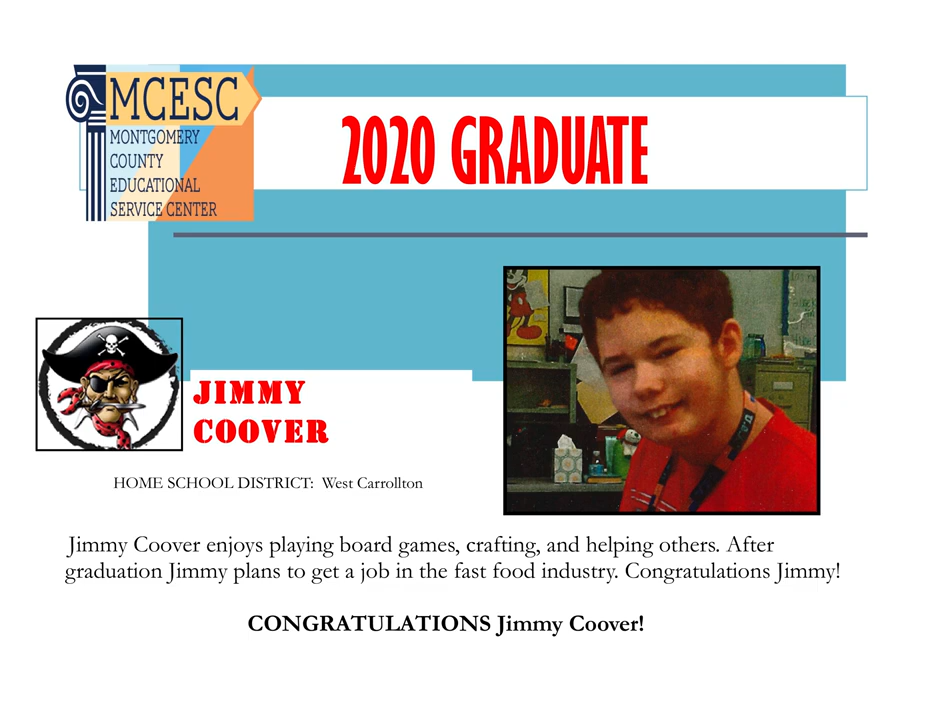 MCESC
MONTGOMERY
COUNTY
EDUCATIONAL
SERVICE CENTER
2020 GRADUATE
JIMMY
COOVER
HOME SCHOOL DISTRICT: West Carrollton
Jimmy Coover enjoys playing board games, crafting, and helping others. After
graduation Jimmy plans to get a job in the fast food industry. Congratulations Jimmy!
CONGRATULATIONS Jimmy Coover!